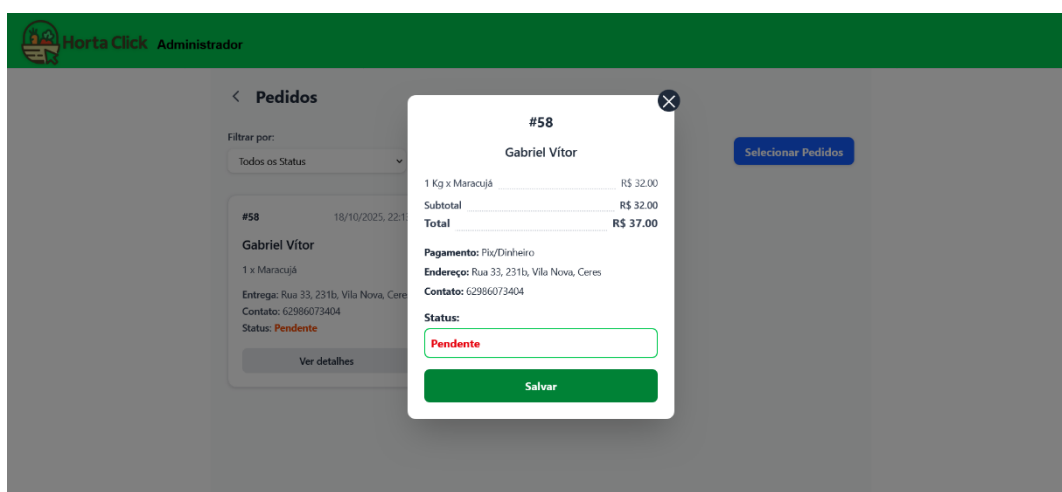 Horta Click Administrador
Pedidos
Filtrar por:
Todos os Status
Selecionar Pedidos
#58 18/10/2025, 22:1
Gabriel Vítor
1 x Maracujá
Entrega: Rua 33, 231b, Vila Nova, Cere
Contato: 62986073404
Status: Pendente
Ver detalhes
#58
Gabriel Vítor
1 Kg x Maracujá R$ 32.00
Subtotal R$ 32.00
Total R$ 37.00
Pagamento: Pix/Dinheiro
Endereço: Rua 33, 231b, Vila Nova, Ceres
Contato: 62986073404
Status:
Pendente
Salvar